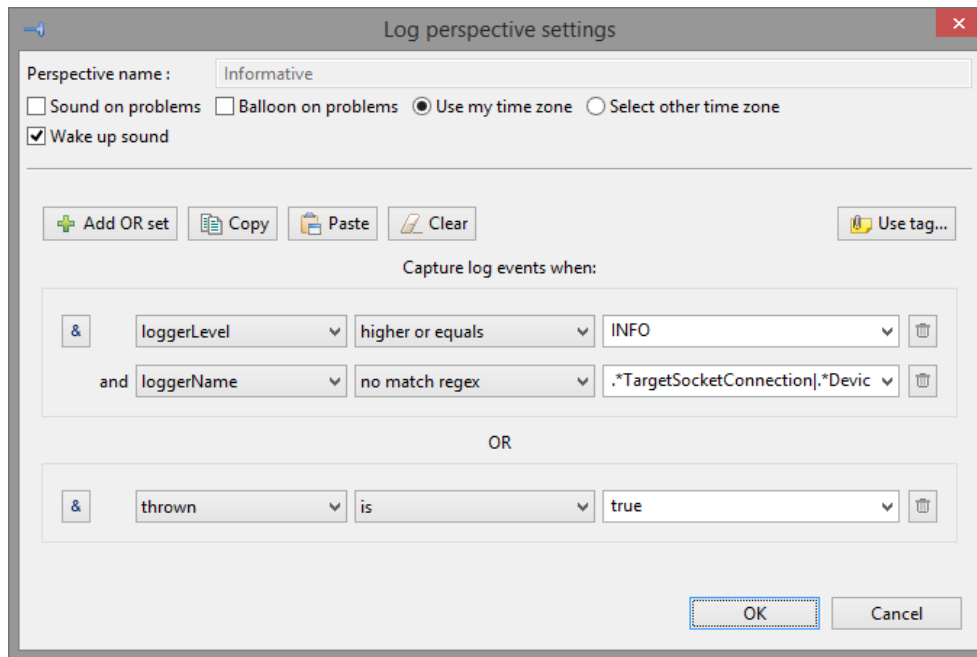 Log perspective settings
Perspective name : Informative
Sound on problems Balloon on problems Use my time zone Select other time zone
Wake up sound
Add OR set Copy Paste Clear Use tag...
Capture log events when:
& loggerLevel higher or equals INFO
and loggerName no match regex .*TargetSocketConnection|.*Devic
OR
& thrown is true
OK Cancel